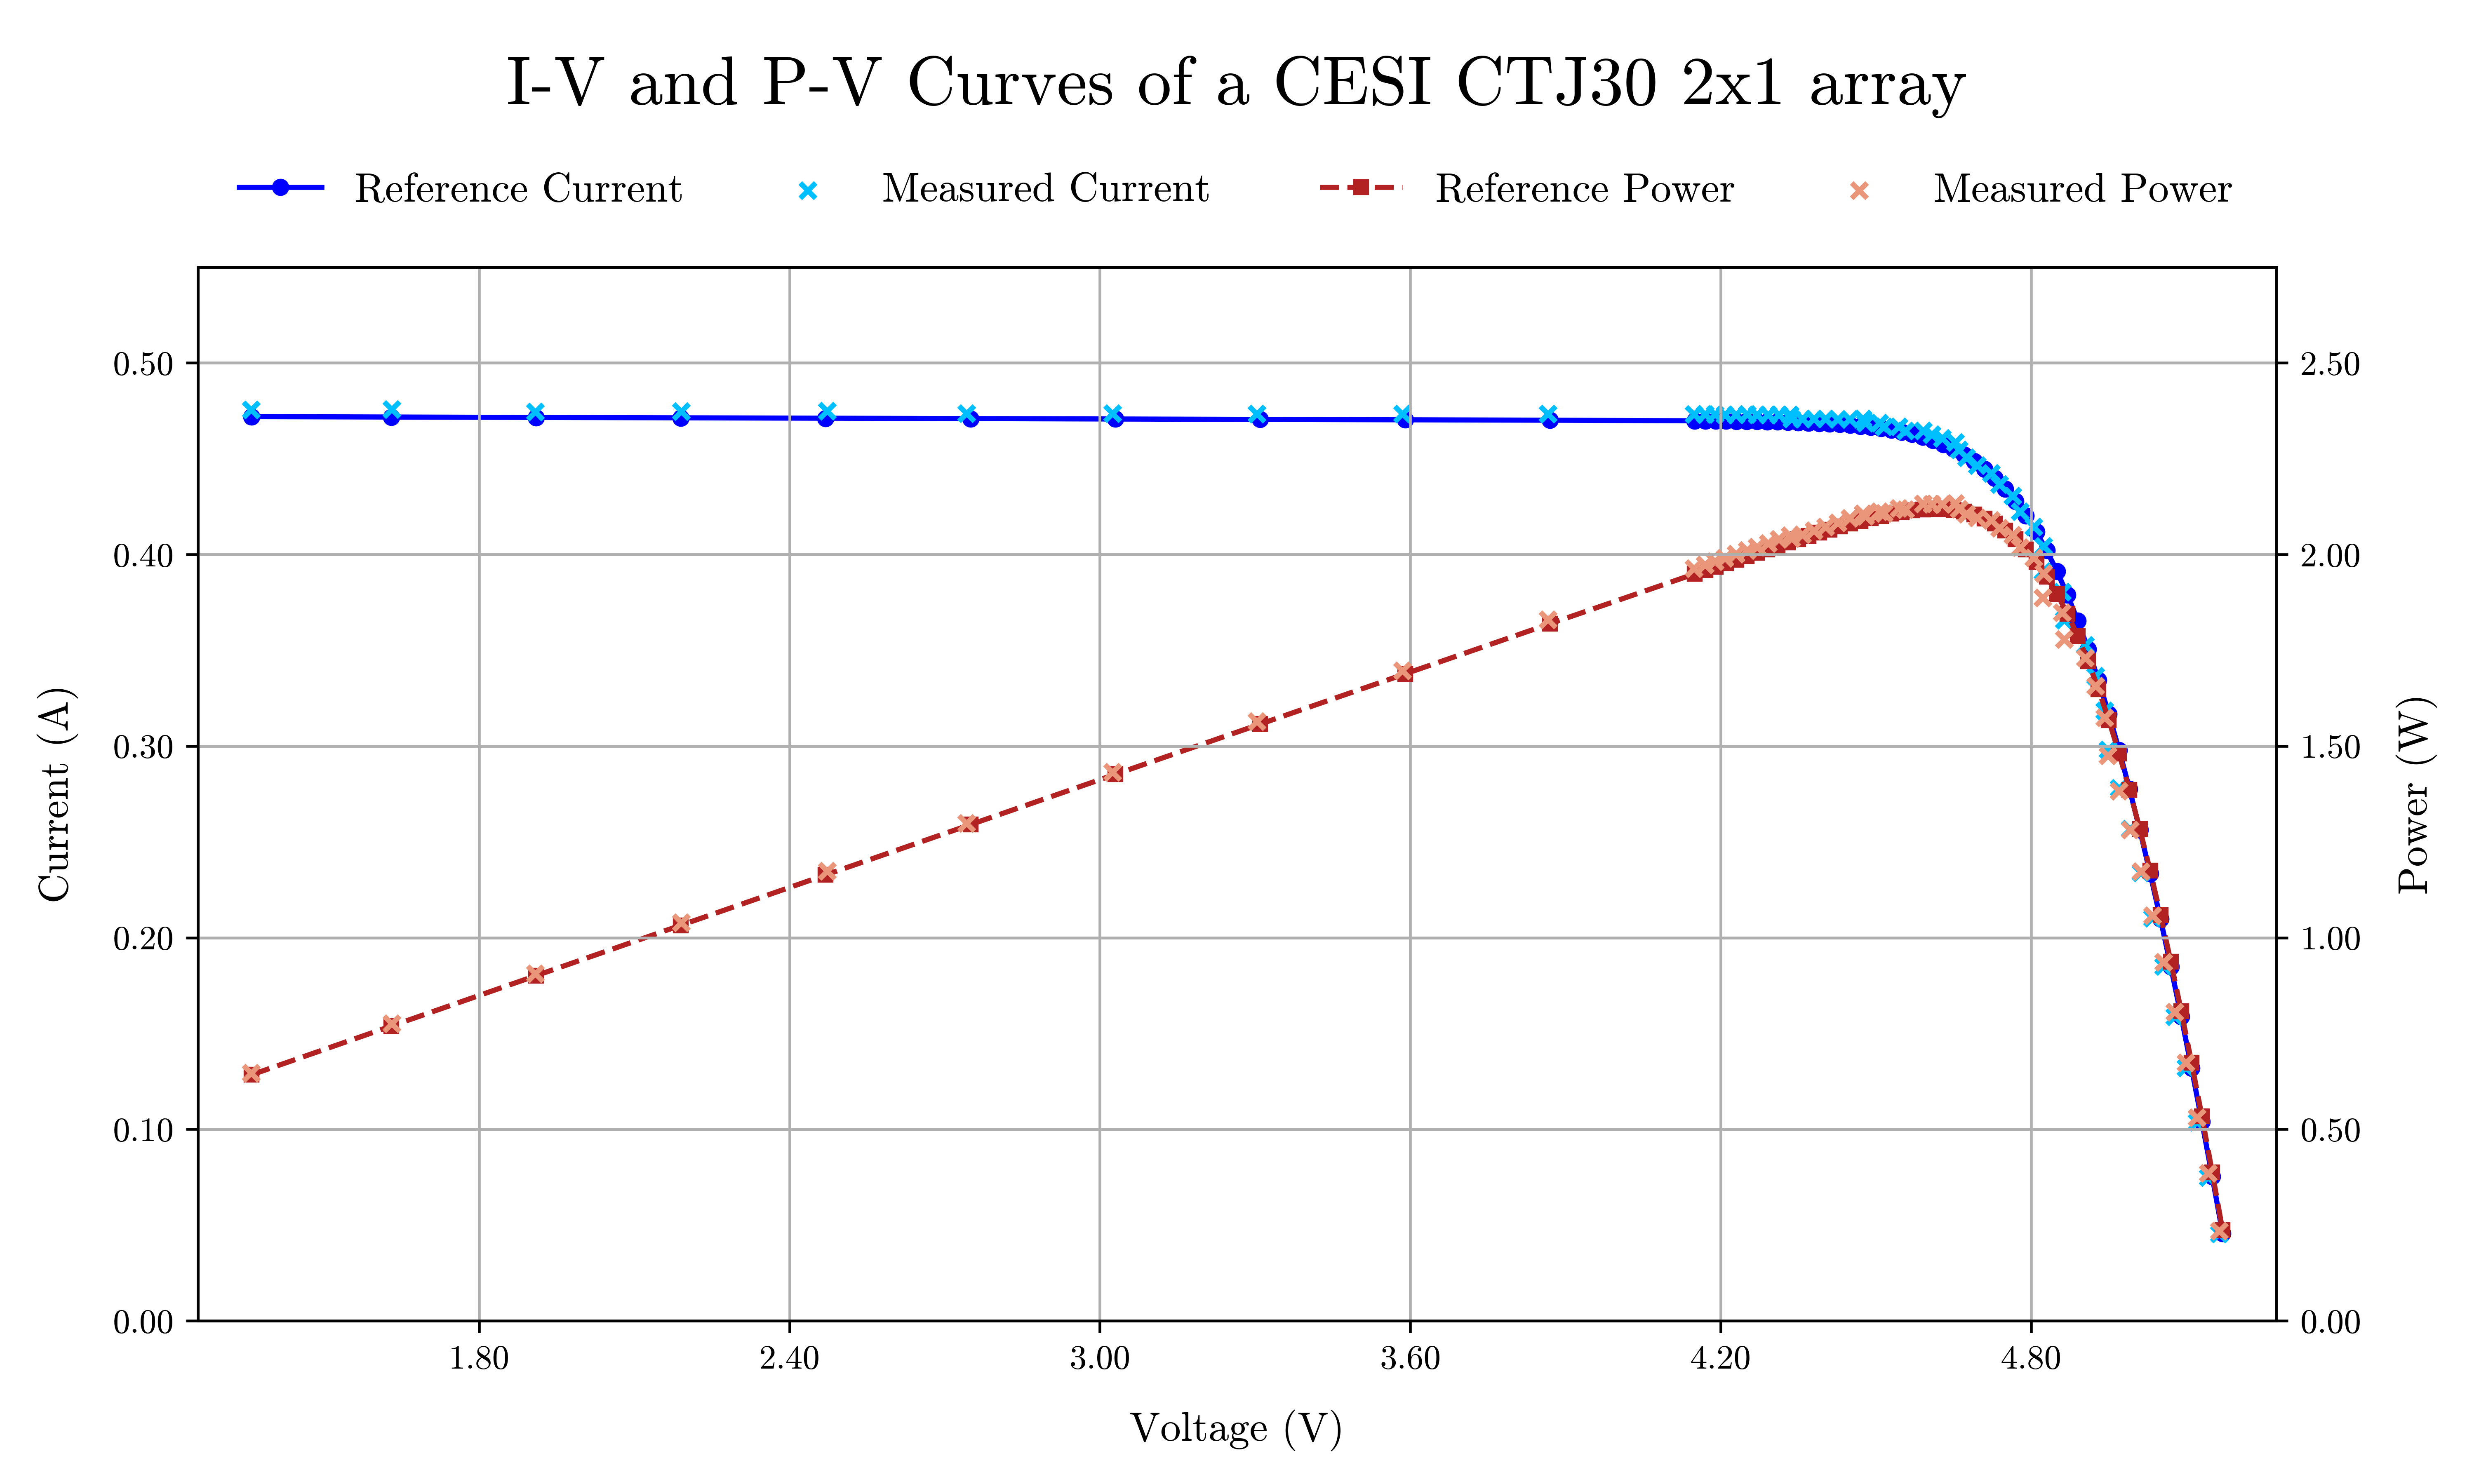 I-V and P-V Curves of a CESI CTJ30 2x1 array
Reference Current Measured Current Reference Power Measured Power
Current (A)
0.50
0.40
0.30
0.20
0.10
0.00
2.50
2.00
1.50
1.00
0.50
0.00
Power (W)
1.80 2.40 3.00 3.60 4.20 4.80
Voltage (V)